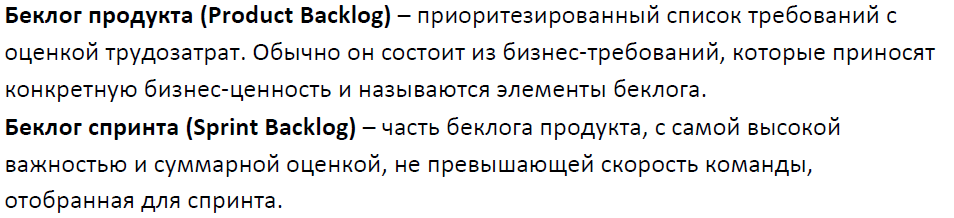 Беклог продукта (Product Backlog) – приоритезированный список требований с
оценкой трудозатрат. Обычно он состоит из бизнес-требований, которые приносят
конкретную бизнес-ценность и называются элементы беклога.
Беклог спринта (Sprint Backlog) – часть беклога продукта, с самой высокой
важностью и суммарной оценкой, не превышающей скорость команды,
отобранная для спринта.